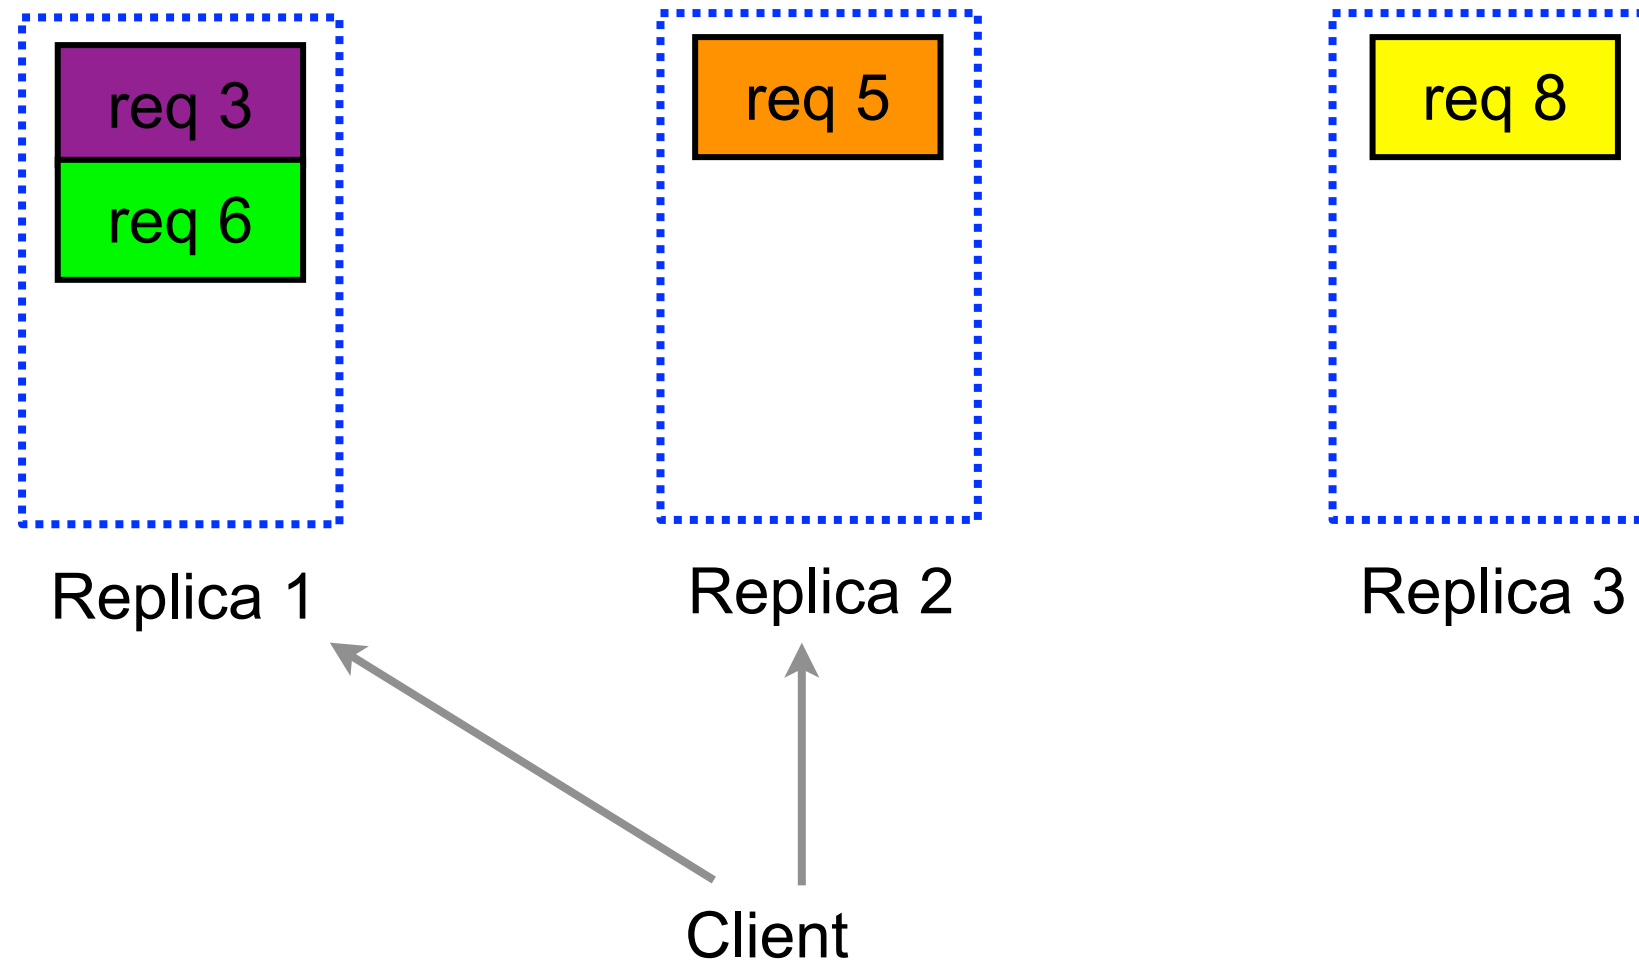 req 3
req 6
req 5
req 8
Replica 1
Replica 2
Replica 3
Client